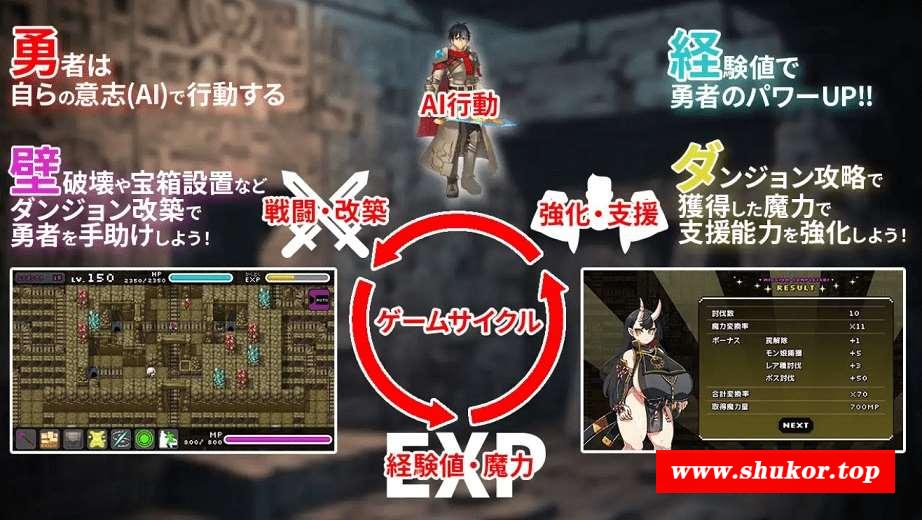 勇者は
自らの意志(AI)で行動する
AI行動
経験値で
勇者のパワーUP!!
壁破壊や宝箱設置など
ダンジョン改築で
勇者を手助けしよう!
戦闘・改築
強化・支援
ダンジョン攻略で
獲得した魔力で
支援能力を強化しよう!
ゲームサイクル
LV.150
HP
2350/2350
EXP
AUTO
MP
800/ 800
RESULT
討伐数 10
魔力変換率 X11
ボーナス 罠解除 +1
モン娘捕獲 +5
レア種討伐 +3
ボス討伐 +50
合計変換率 X70
取得魔力量 700MP
NEXT
EXP
経験値・魔力
www.shukor.top